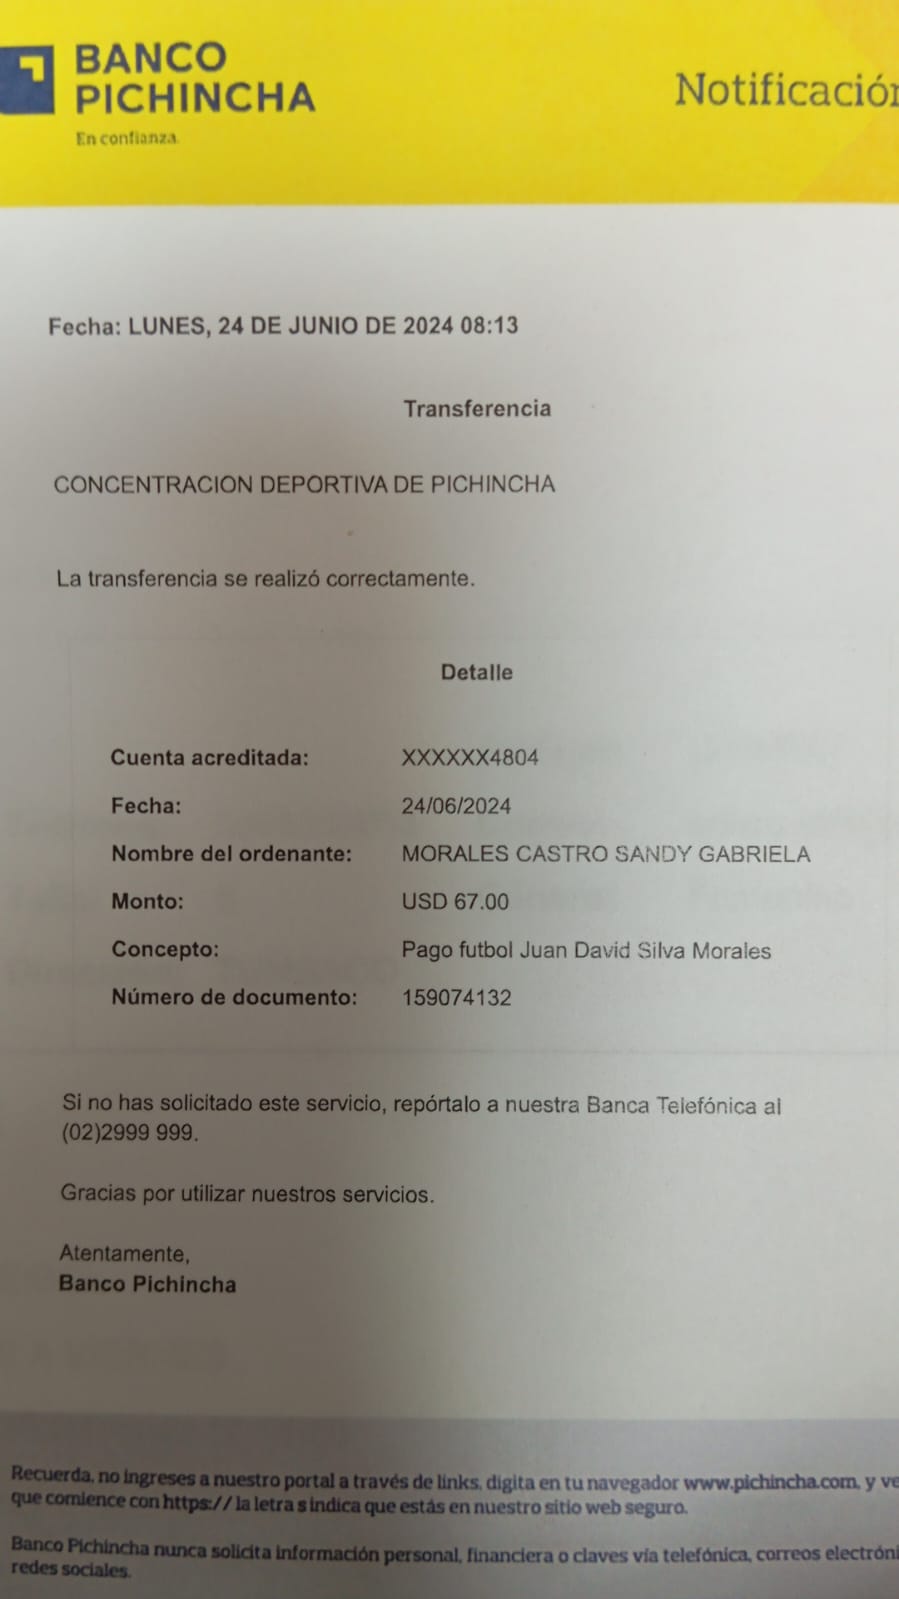 BANCO
PICHINCHA
En confianza.
Notificación
Fecha: LUNES, 24 DE JUNIO DE 2024 08:13
Transferencia
CONCENTRACION DEPORTIVA DE PICHINCHA
La transferencia se realizó correctamente.
Detalle
Cuenta acreditada: XXXXXX4804
Fecha: 24/06/2024
Nombre del ordenante: MORALES CASTRO SANDY GABRIELA
Monto: USD 67.00
Concepto: Pago futbol Juan David Silva Morales
Número de documento: 159074132
Si no has solicitado este servicio, repórtalo a nuestra Banca Telefónica al
(02)2999 999.
Gracias por utilizar nuestros servicios.
Atentamente,
Banco Pichincha
Recuerda, no ingreses a nuestro portal a través de links, digita en tu navegador www.pichincha.com, y ve
que comience con https:// la letra s indica que estás en nuestro sitio web seguro.
Banco Pichincha nunca solicita información personal, financiera o claves vía telefónica, correos electróni
redes sociales.